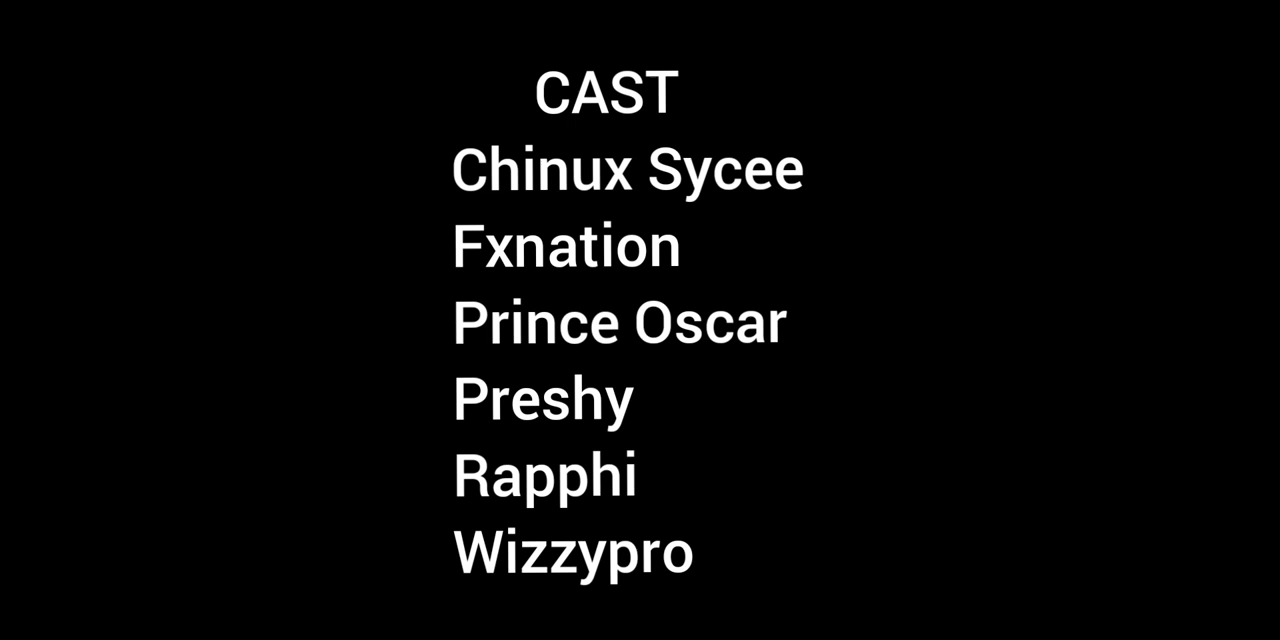 CAST
Chinux Sycee
Fxnation
Prince Oscar
Preshy
Rapphi
Wizzypro